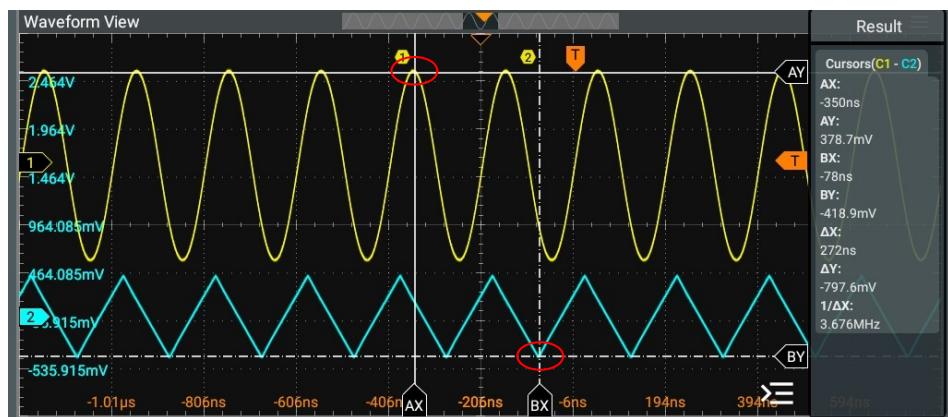 Waveform View
Result
1
2
T
Cursors(C1 - C2)
AY
2.464V
AX:
-350ns
AY:
378.7mV
1.964V
1
T
BX:
-78ns
1.464V
BY:
-418.9mV
964.085mV
ΔX:
272ns
464.085mV
ΔY:
-797.6mV
2
1/ΔX:
3.676MHz
BY
-535.915mV
-1.01µs
-806ns
-606ns
AX
-206ns
BX
-6ns
194ns
594ns